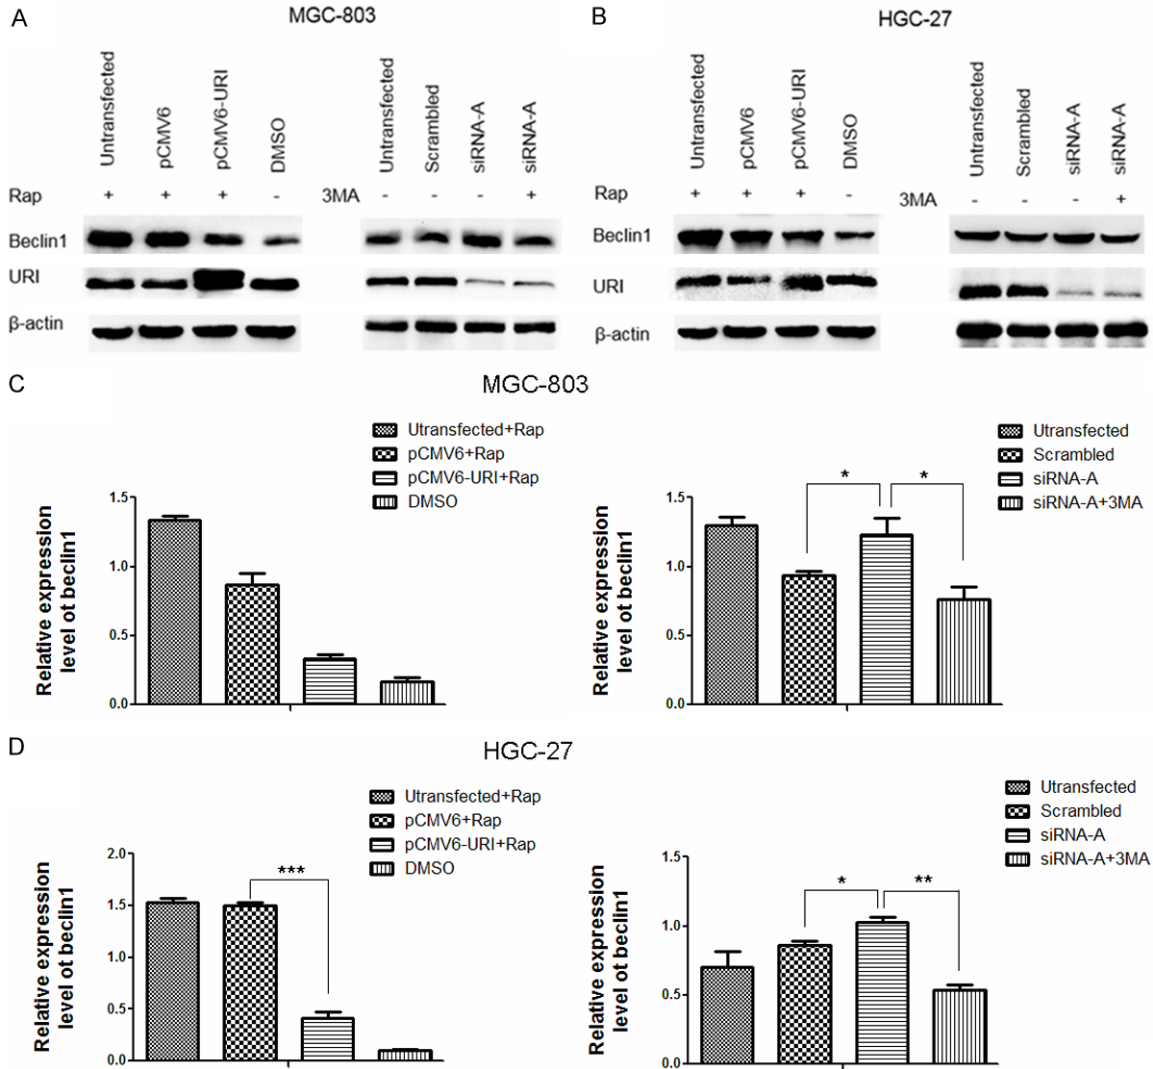 A
MGC-803
Untransfected
pCMV6
pCMV6-URI
DMSO
Untransfected
Scrambled
siRNA-A
siRNA-A
Rap + + + -
3MA - - - +
Beclin1
URI
β-actin
B
HGC-27
Untransfected
pCMV6
pCMV6-URI
DMSO
Untransfected
Scrambled
siRNA-A
siRNA-A
Rap + + + -
3MA - - - +
Beclin1
URI
β-actin
C
MGC-803
Utransfected+Rap
pCMV6+Rap
pCMV6-URI+Rap
DMSO
Relative expression
level ot beclin1
1.5
1.0
0.5
0.0
Utransfected
Scrambled
siRNA-A
siRNA-A+3MA
Relative expression
level ot beclin1
1.5
1.0
0.5
0.0
* *
D
HGC-27
Utransfected+Rap
pCMV6+Rap
pCMV6-URI+Rap
DMSO
Relative expression
level ot beclin1
2.0
1.5
1.0
0.5
0.0
***
Utransfected
Scrambled
siRNA-A
siRNA-A+3MA
Relative expression
level ot beclin1
1.5
1.0
0.5
0.0
* **